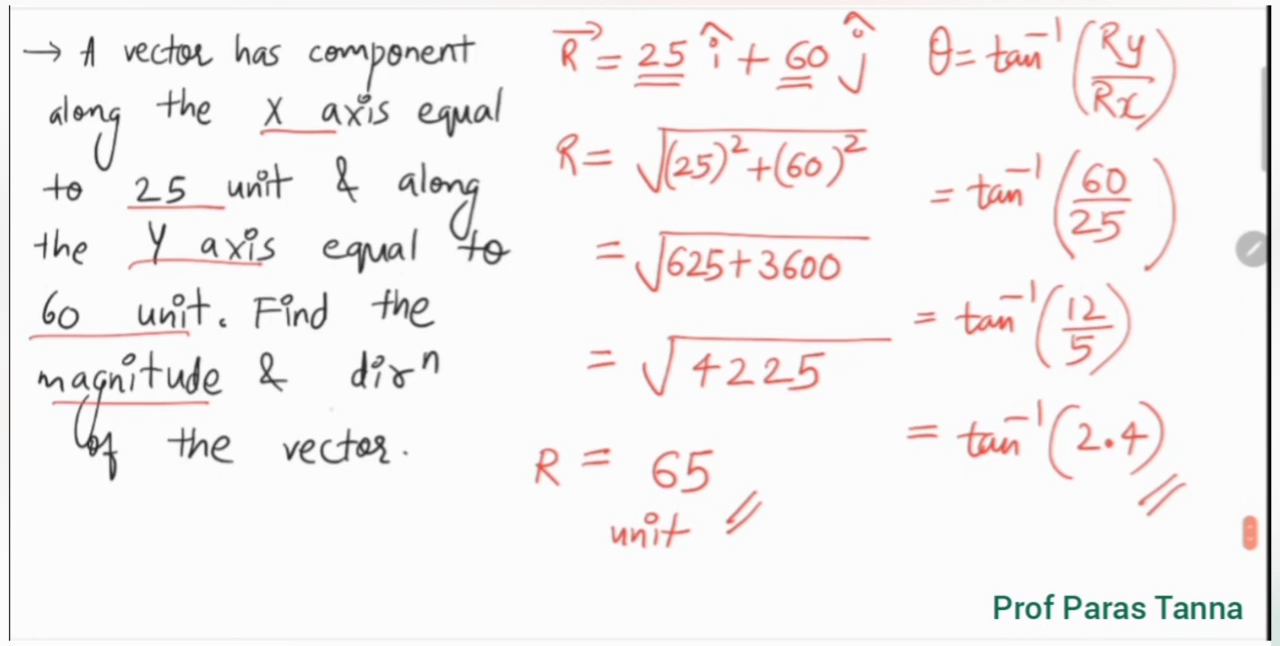 → A vector has component
along the X axis equal
to 25 unit & along
the Y axis equal to
60 unit. Find the
magnitude & dirⁿ
of the vector.
R⃗ = 25 î + 60 ĵ
R = √(25)² + (60)²
= √625 + 3600
= √4225
R = 65
unit //
θ = tan⁻¹ (Ry/Rx)
= tan⁻¹ (60/25)
= tan⁻¹ (12/5)
= tan⁻¹ (2.4) //
Prof Paras Tanna